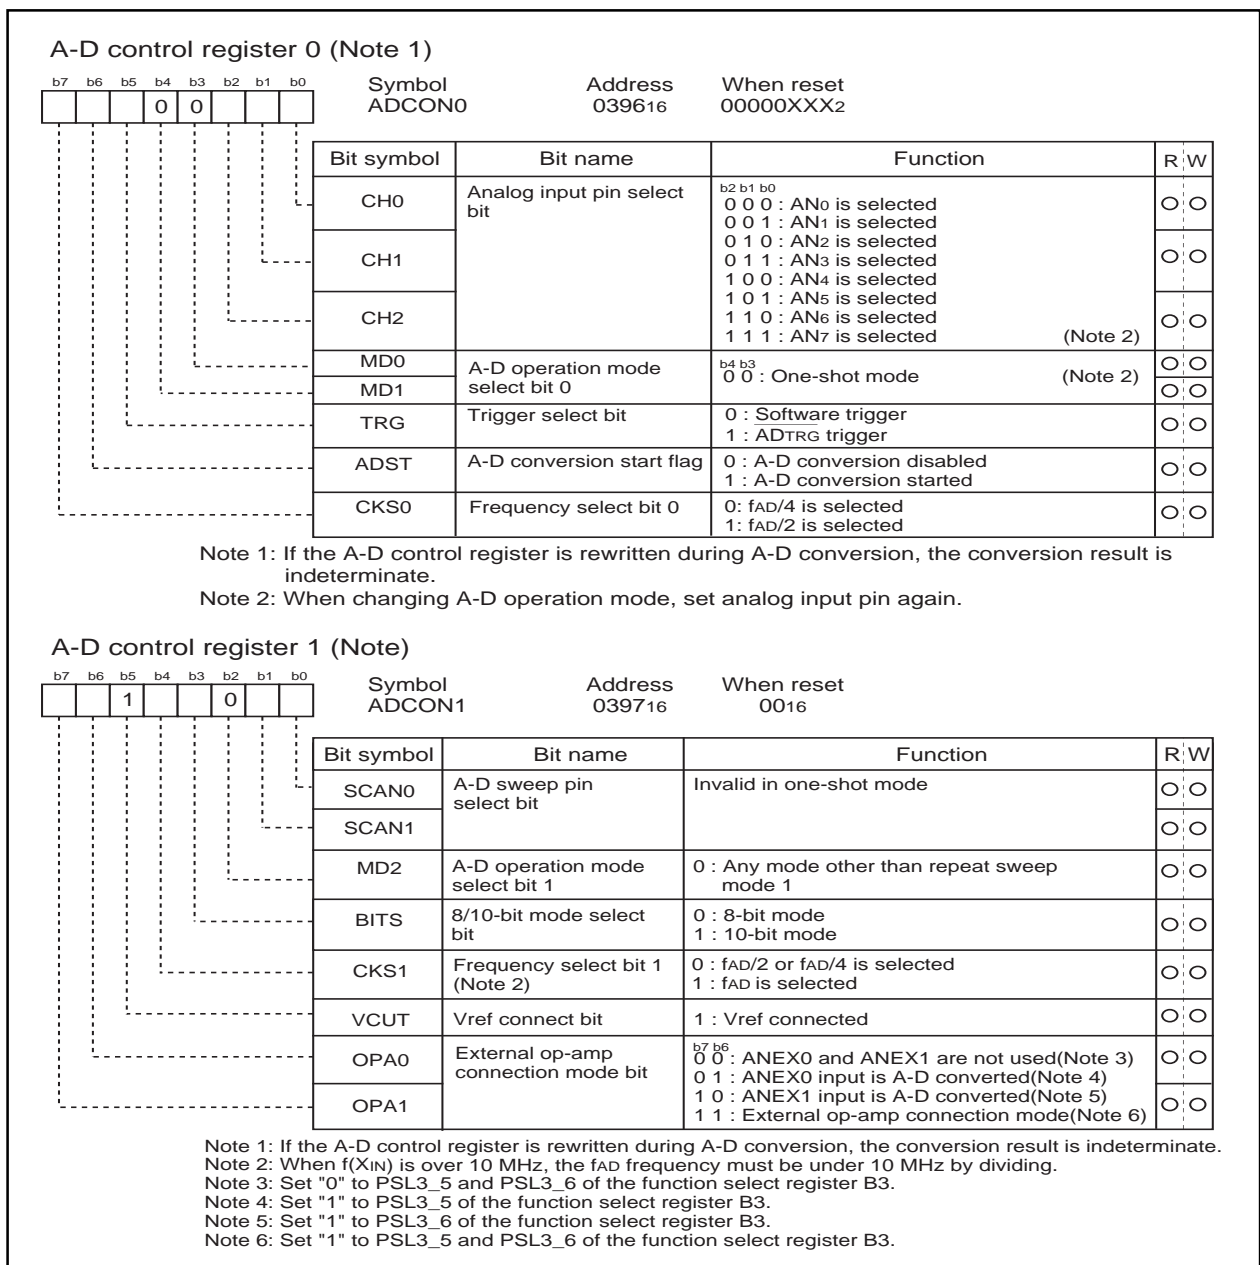 A-D control register 0 (Note 1)
b7 b6 b5 b4 b3 b2 b1 b0
0 0
Symbol Address When reset
ADCON0 039616 00000XXX2
Bit symbol Bit name Function R W
CH0 Analog input pin select bit
b2 b1 b0
0 0 0 : AN0 is selected
0 0 1 : AN1 is selected
0 1 0 : AN2 is selected
CH1 0 1 1 : AN3 is selected
1 0 0 : AN4 is selected
1 0 1 : AN5 is selected
CH2 1 1 0 : AN6 is selected
1 1 1 : AN7 is selected (Note 2)
MD0 A-D operation mode select bit 0
b4 b3
0 0 : One-shot mode (Note 2)
MD1
TRG Trigger select bit 0 : Software trigger
1 : ADTRG trigger
ADST A-D conversion start flag 0 : A-D conversion disabled
1 : A-D conversion started
CKS0 Frequency select bit 0 0: fAD/4 is selected
1: fAD/2 is selected
Note 1: If the A-D control register is rewritten during A-D conversion, the conversion result is
indeterminate.
Note 2: When changing A-D operation mode, set analog input pin again.
A-D control register 1 (Note)
b7 b6 b5 b4 b3 b2 b1 b0
1 0
Symbol Address When reset
ADCON1 039716 0016
Bit symbol Bit name Function R W
SCAN0 A-D sweep pin select bit Invalid in one-shot mode
SCAN1
MD2 A-D operation mode select bit 1 0 : Any mode other than repeat sweep
mode 1
BITS 8/10-bit mode select bit 0 : 8-bit mode
1 : 10-bit mode
CKS1 Frequency select bit 1 (Note 2) 0 : fAD/2 or fAD/4 is selected
1 : fAD is selected
VCUT Vref connect bit 1 : Vref connected
OPA0 External op-amp connection mode bit
b7 b6
0 0 : ANEX0 and ANEX1 are not used(Note 3)
0 1 : ANEX0 input is A-D converted(Note 4)
OPA1 1 0 : ANEX1 input is A-D converted(Note 5)
1 1 : External op-amp connection mode(Note 6)
Note 1: If the A-D control register is rewritten during A-D conversion, the conversion result is indeterminate.
Note 2: When f(XIN) is over 10 MHz, the fAD frequency must be under 10 MHz by dividing.
Note 3: Set "0" to PSL3_5 and PSL3_6 of the function select register B3.
Note 4: Set "1" to PSL3_5 of the function select register B3.
Note 5: Set "1" to PSL3_6 of the function select register B3.
Note 6: Set "1" to PSL3_5 and PSL3_6 of the function select register B3.